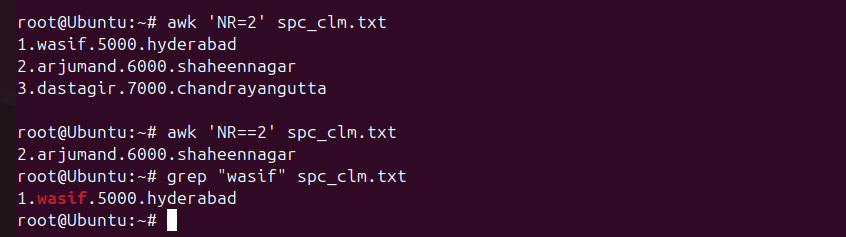 root@Ubuntu:~# awk 'NR=2' spc_clm.txt
1.wasif.5000.hyderabad
2.arjumand.6000.shaheennagar
3.dastagir.7000.chandrayangutta

root@Ubuntu:~# awk 'NR==2' spc_clm.txt
2.arjumand.6000.shaheennagar
root@Ubuntu:~# grep "wasif" spc_clm.txt
1.wasif.5000.hyderabad
root@Ubuntu:~#